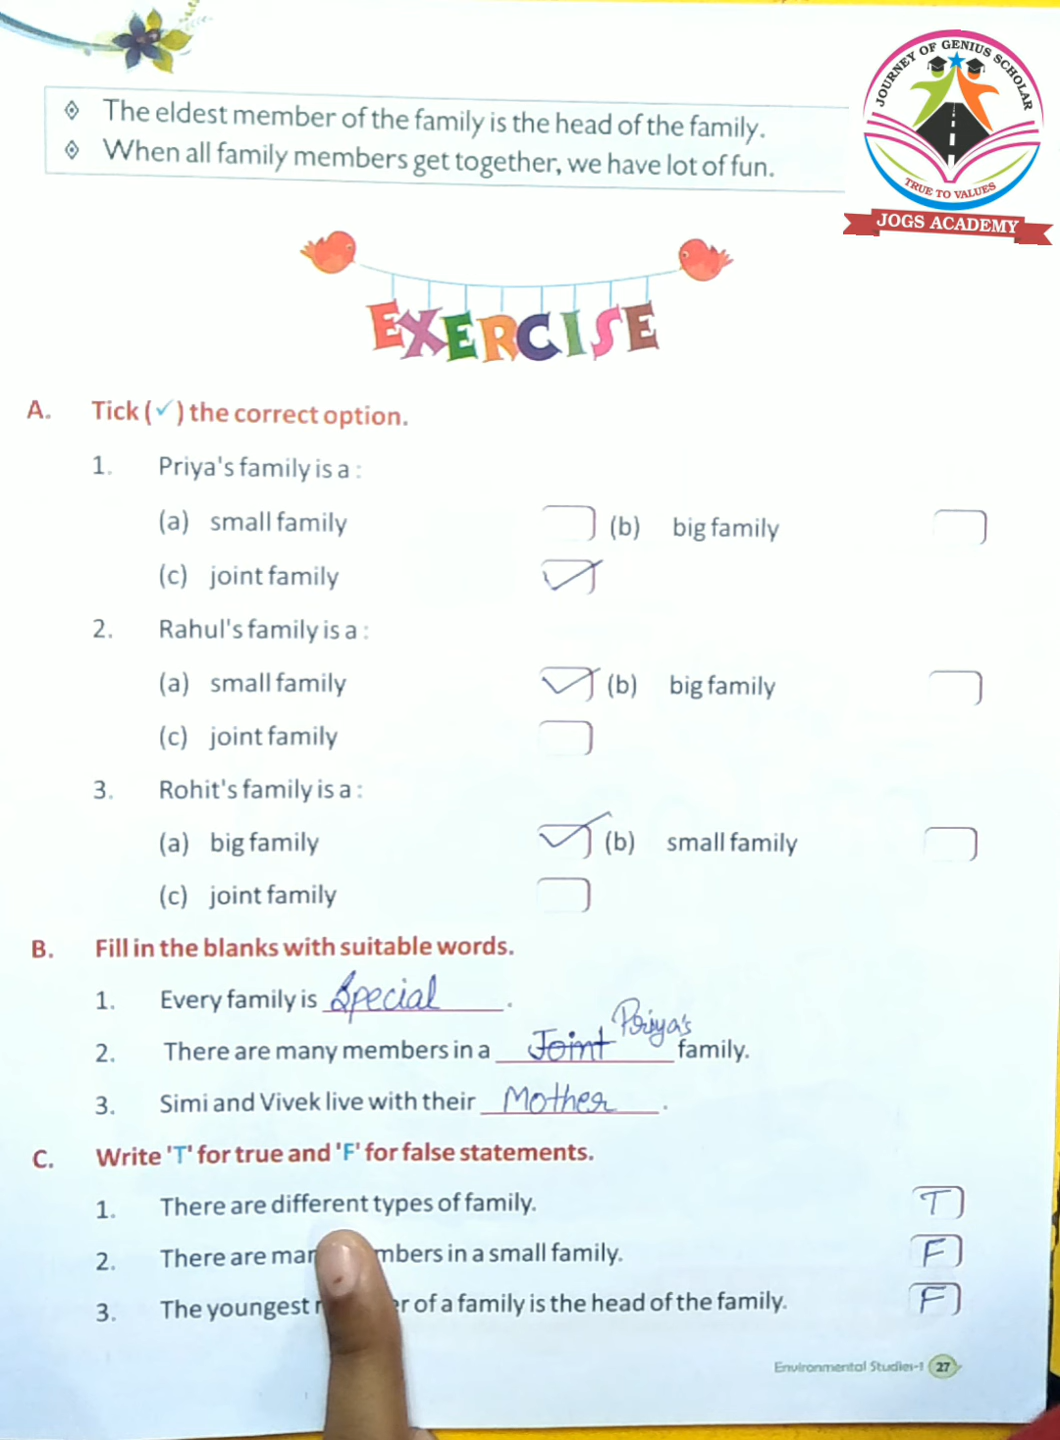 The eldest member of the family is the head of the family.
When all family members get together, we have lot of fun.
JOURNEY OF GENIUS SCHOLAR
TRUE TO VALUES
JOGS ACADEMY
EXERCISE
A. Tick (✓) the correct option.
1. Priya's family is a :
(a) small family (b) big family
(c) joint family ✓
2. Rahul's family is a :
(a) small family ✓ (b) big family
(c) joint family
3. Rohit's family is a :
(a) big family ✓ (b) small family
(c) joint family
B. Fill in the blanks with suitable words.
1. Every family is Special.
Priya's
2. There are many members in a Joint family.
3. Simi and Vivek live with their Mother.
C. Write 'T' for true and 'F' for false statements.
1. There are different types of family. T
2. There are in a small family. F
3. The youngest of a family is the head of the family. F
Environmental Studies-1 27